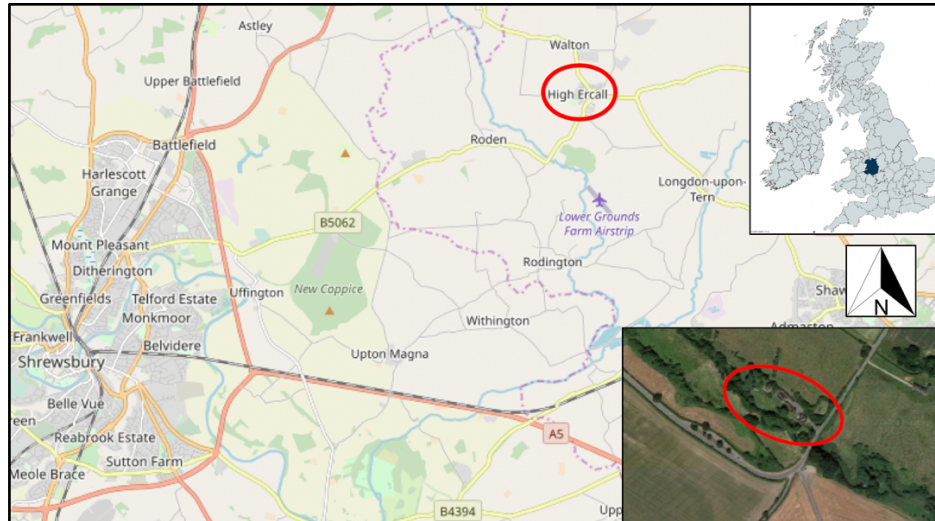 Astley
Walton
Upper Battlefield
High Ercall
Battlefield
Roden
Harlescott
Grange
Longdon-upon-
Tern
B5062
Lower Grounds
Farm Airstrip
Mount Pleasant
Ditherington
Rodington
Greenfields
Telford Estate
Uffington
New Coppice
Shaw
N
Monkmoor
Withington
Admaston
Frankwell
Belvidere
Shrewsbury
Upton Magna
Belle Vue
reen
Reabrook Estate
A5
Sutton Farm
Meole Brace
B4394
Upp